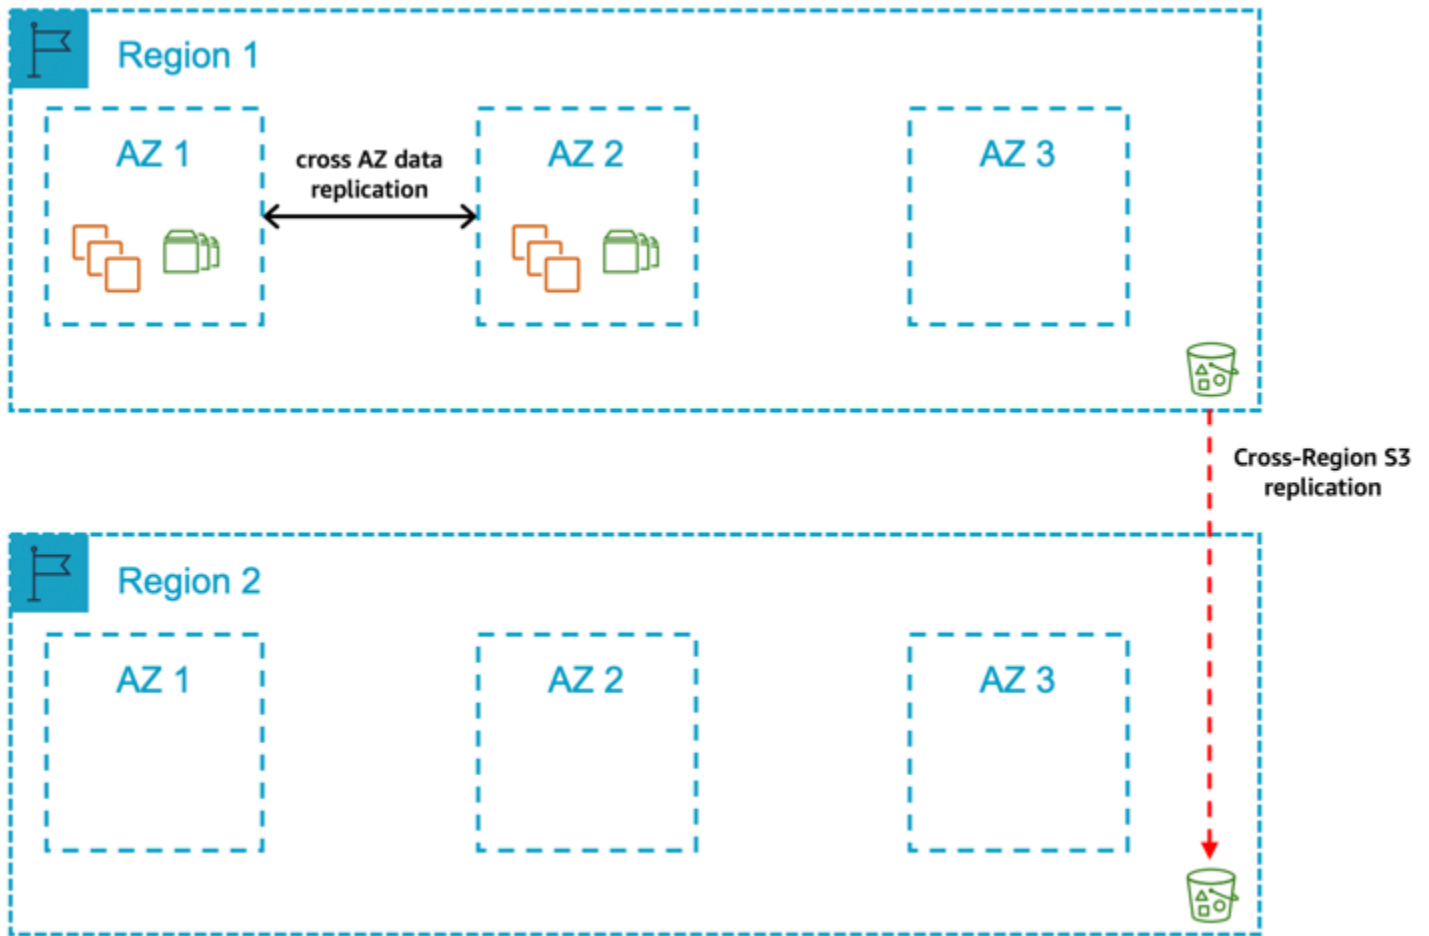 Region 1
AZ 1
cross AZ data
replication
AZ 2
AZ 3
Cross-Region S3
replication
Region 2
AZ 1
AZ 2
AZ 3